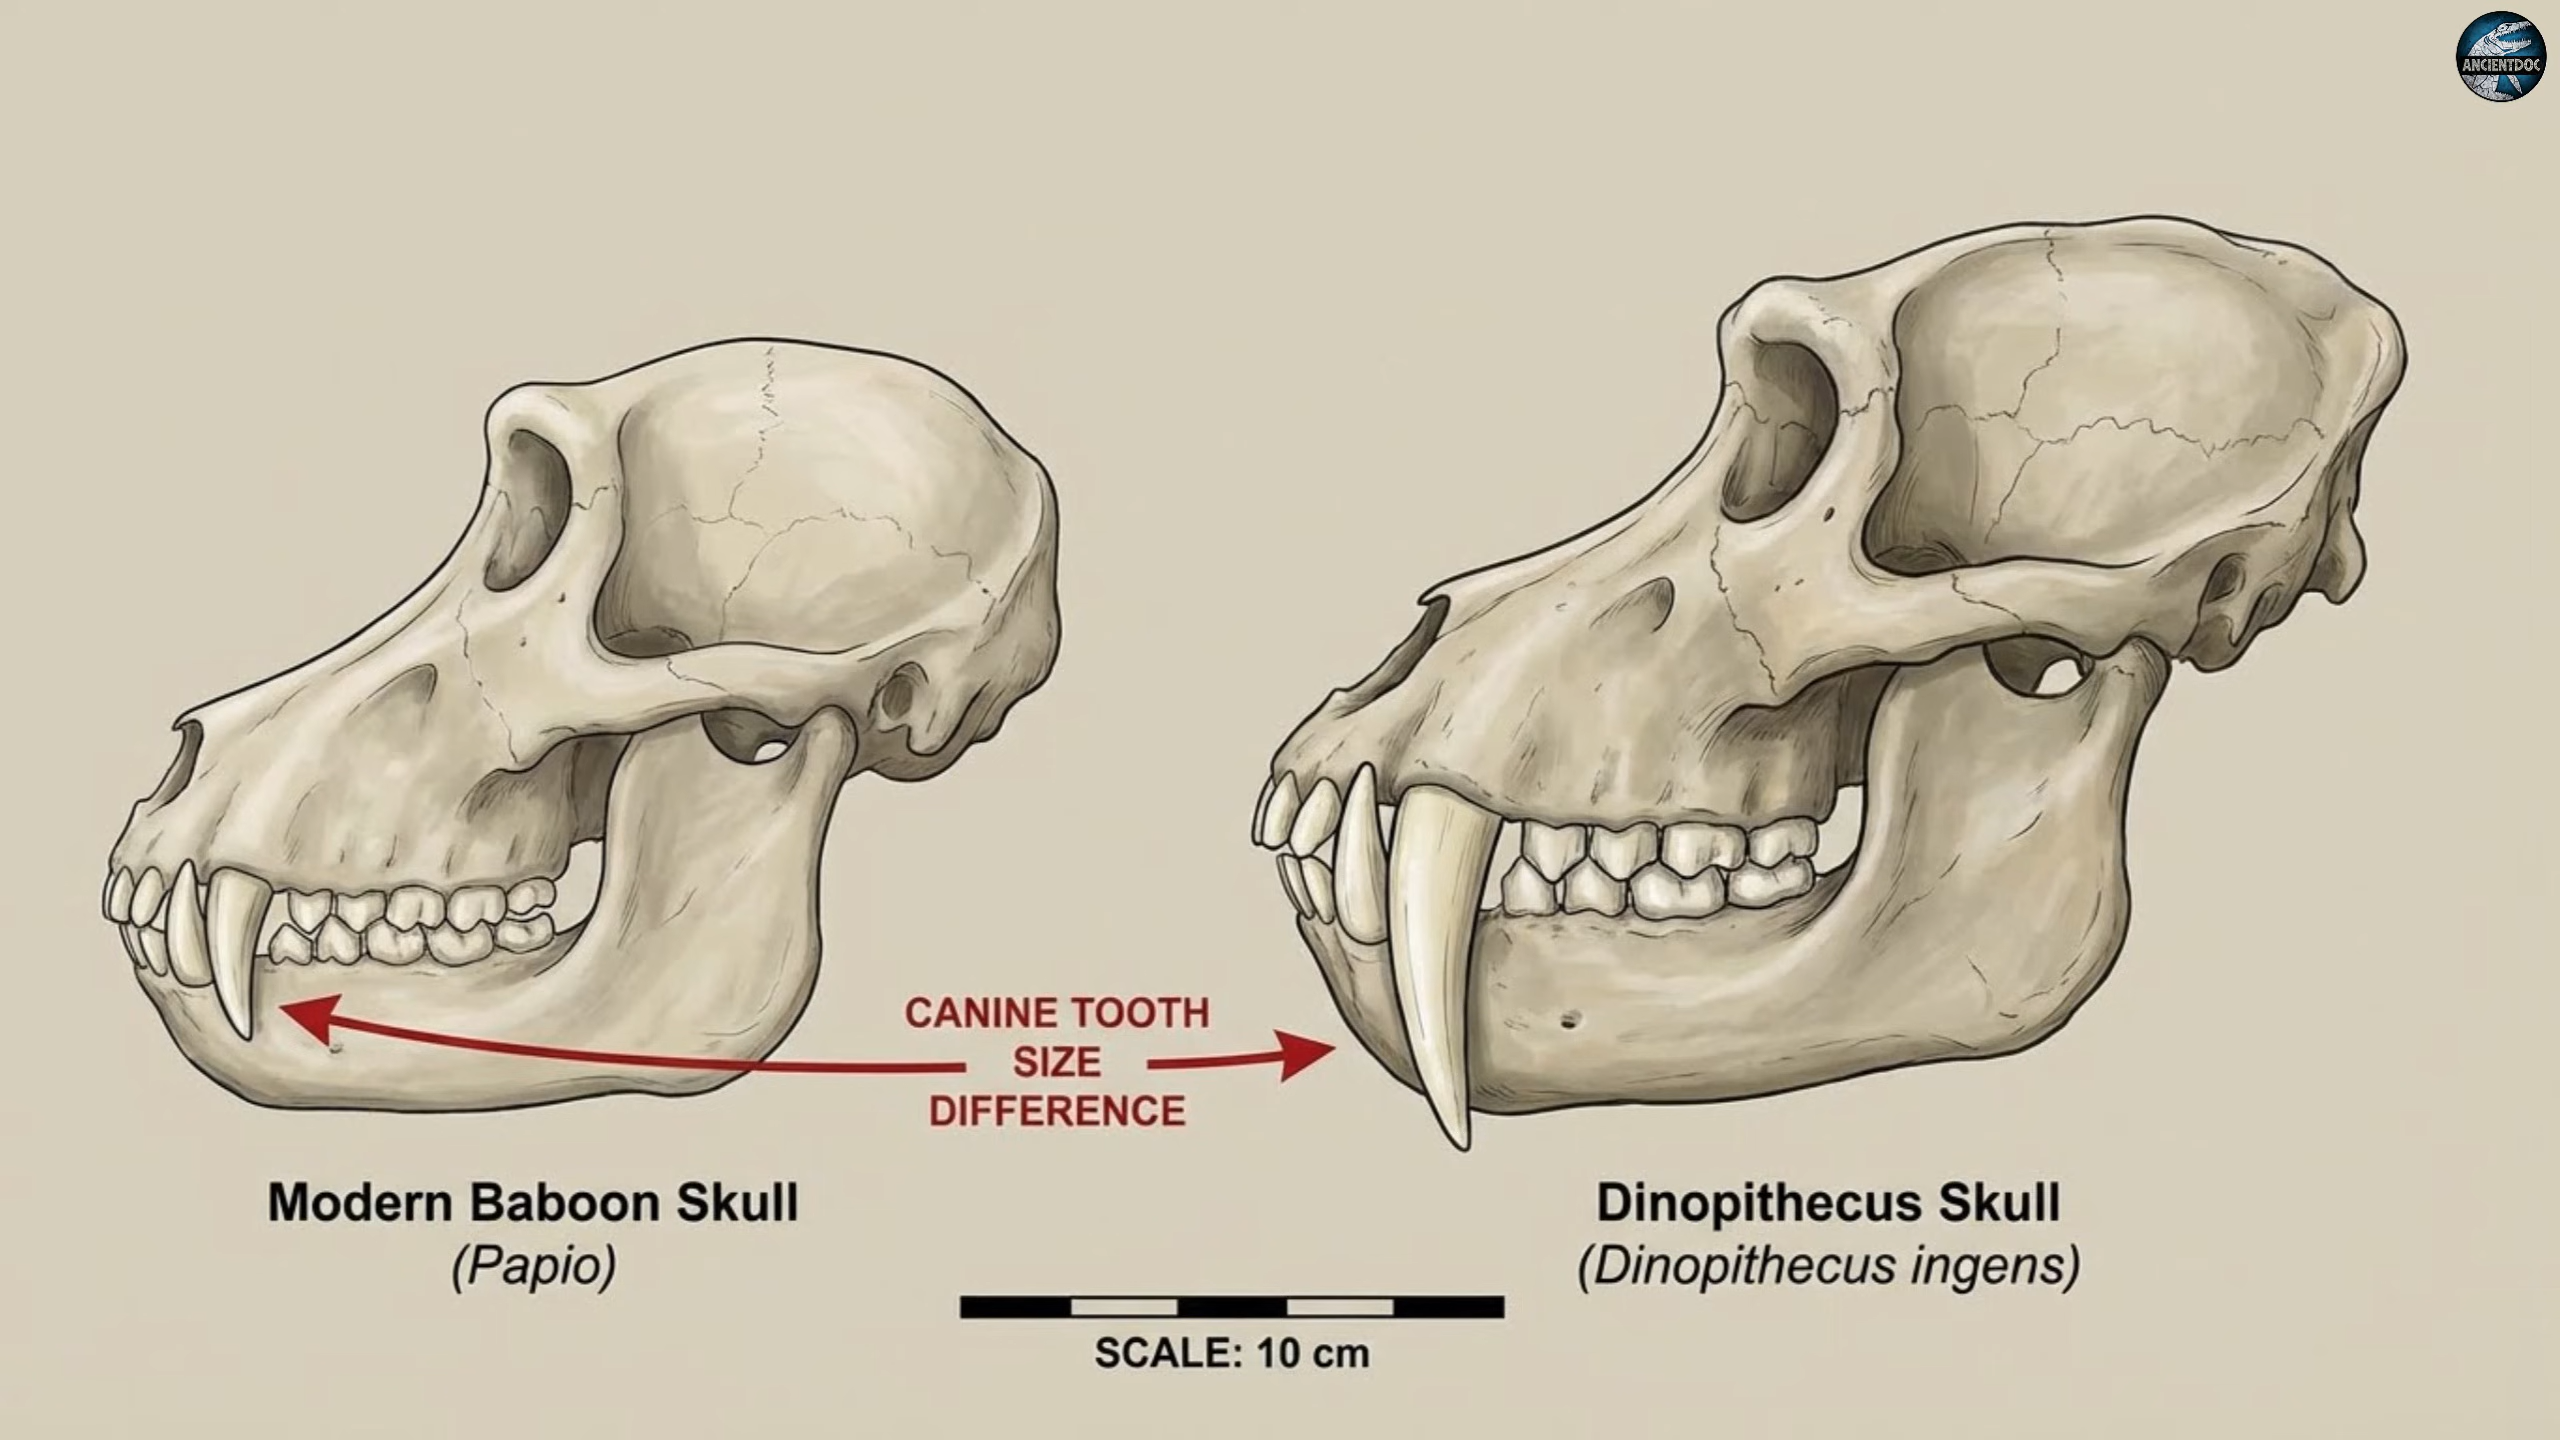 ANCIENTDOC
CANINE TOOTH
SIZE
DIFFERENCE
Modern Baboon Skull
(Papio)
Dinopithecus Skull
(Dinopithecus ingens)
SCALE: 10 cm